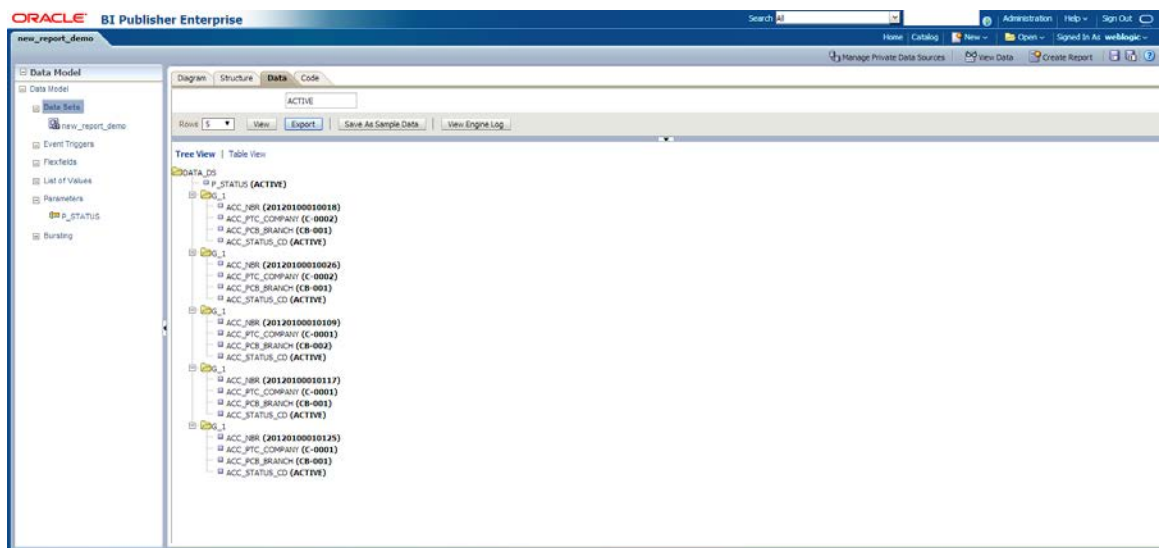 ORACLE BI Publisher Enterprise Search All Administration Help Sign Out
new_report_demo Home Catalog New Open Signed In As weblogic
Manage Private Data Sources View Data Create Report
Data Model
Data Model
Data Sets
new_report_demo
Event Triggers
Flexfields
List of Values
Parameters
P_STATUS
Bursting
Diagram Structure Data Code
ACTIVE
Rows 5 View Export Save As Sample Data View Engine Log
Tree View | Table View
DATA_DS
P_STATUS (ACTIVE)
G_1
ACC_NBR (20120100010018)
ACC_PTC_COMPANY (C-0002)
ACC_PCB_BRANCH (CB-001)
ACC_STATUS_CD (ACTIVE)
G_1
ACC_NBR (20120100010026)
ACC_PTC_COMPANY (C-0002)
ACC_PCB_BRANCH (CB-001)
ACC_STATUS_CD (ACTIVE)
G_1
ACC_NBR (20120100010109)
ACC_PTC_COMPANY (C-0001)
ACC_PCB_BRANCH (CB-002)
ACC_STATUS_CD (ACTIVE)
G_1
ACC_NBR (20120100010117)
ACC_PTC_COMPANY (C-0001)
ACC_PCB_BRANCH (CB-001)
ACC_STATUS_CD (ACTIVE)
G_1
ACC_NBR (20120100010125)
ACC_PTC_COMPANY (C-0001)
ACC_PCB_BRANCH (CB-001)
ACC_STATUS_CD (ACTIVE)